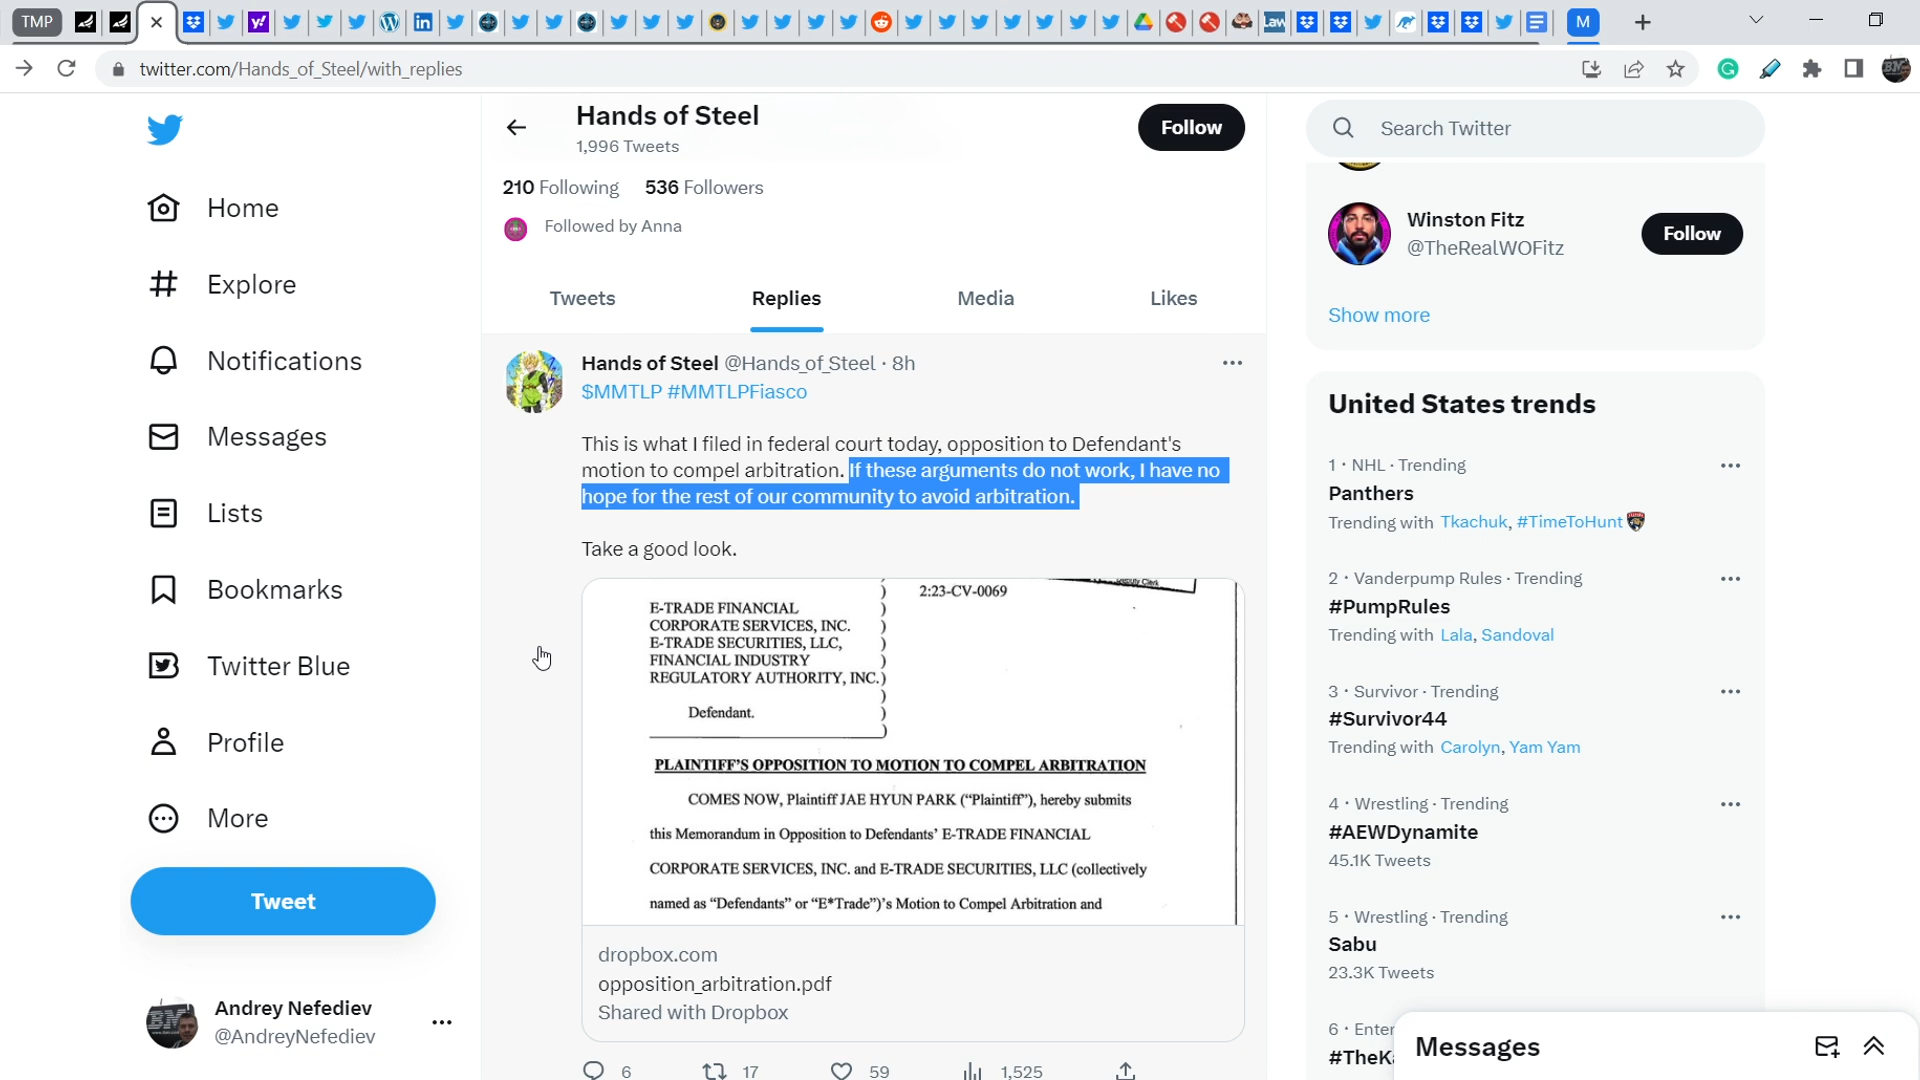 TMP
M
twitter.com/Hands_of_Steel/with_replies
Home
Explore
Notifications
Messages
Lists
Bookmarks
Twitter Blue
Profile
More
Tweet
Andrey Nefediev
@AndreyNefediev
Hands of Steel
1,996 Tweets
Follow
210 Following 536 Followers
Followed by Anna
Tweets Replies Media Likes
Hands of Steel @Hands_of_Steel · 8h
$MMTLP #MMTLPFiasco
This is what I filed in federal court today, opposition to Defendant's
motion to compel arbitration. If these arguments do not work, I have no
hope for the rest of our community to avoid arbitration.
Take a good look.
Deputy Clerk
2:23-CV-0069
E-TRADE FINANCIAL )
CORPORATE SERVICES, INC. )
E-TRADE SECURITIES, LLC, )
FINANCIAL INDUSTRY )
REGULATORY AUTHORITY, INC.)
)
Defendant. )
)
PLAINTIFF'S OPPOSITION TO MOTION TO COMPEL ARBITRATION
COMES NOW, Plaintiff JAE HYUN PARK ("Plaintiff"), hereby submits
this Memorandum in Opposition to Defendants' E-TRADE FINANCIAL
CORPORATE SERVICES, INC. and E-TRADE SECURITIES, LLC (collectively
named as "Defendants" or "E*Trade")'s Motion to Compel Arbitration and
dropbox.com
opposition_arbitration.pdf
Shared with Dropbox
6 17 59 1,525
Search Twitter
Winston Fitz
@TheRealWOFitz
Follow
Show more
United States trends
1 · NHL · Trending
Panthers
Trending with Tkachuk, #TimeToHunt
2 · Vanderpump Rules · Trending
#PumpRules
Trending with Lala, Sandoval
3 · Survivor · Trending
#Survivor44
Trending with Carolyn, Yam Yam
4 · Wrestling · Trending
#AEWDynamite
45.1K Tweets
5 · Wrestling · Trending
Sabu
23.3K Tweets
6 · Enter
#TheKa
Messages